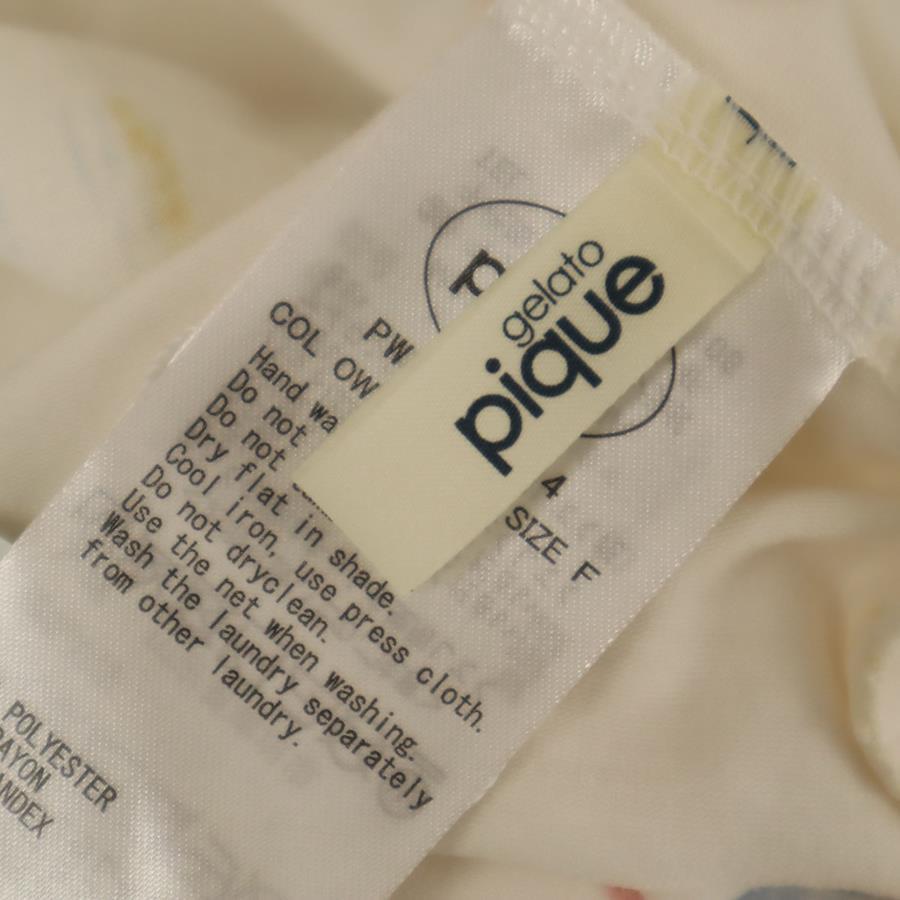 gelato
pique
PW
4
COL OW
SIZE F
Hand wa
Do not
Do not
Dry flat in shade.
Cool iron, use press cloth.
Do not dryclean.
Use the net when washing.
Wash the laundry separately
from other laundry.
POLYESTER
AYON
NDEX